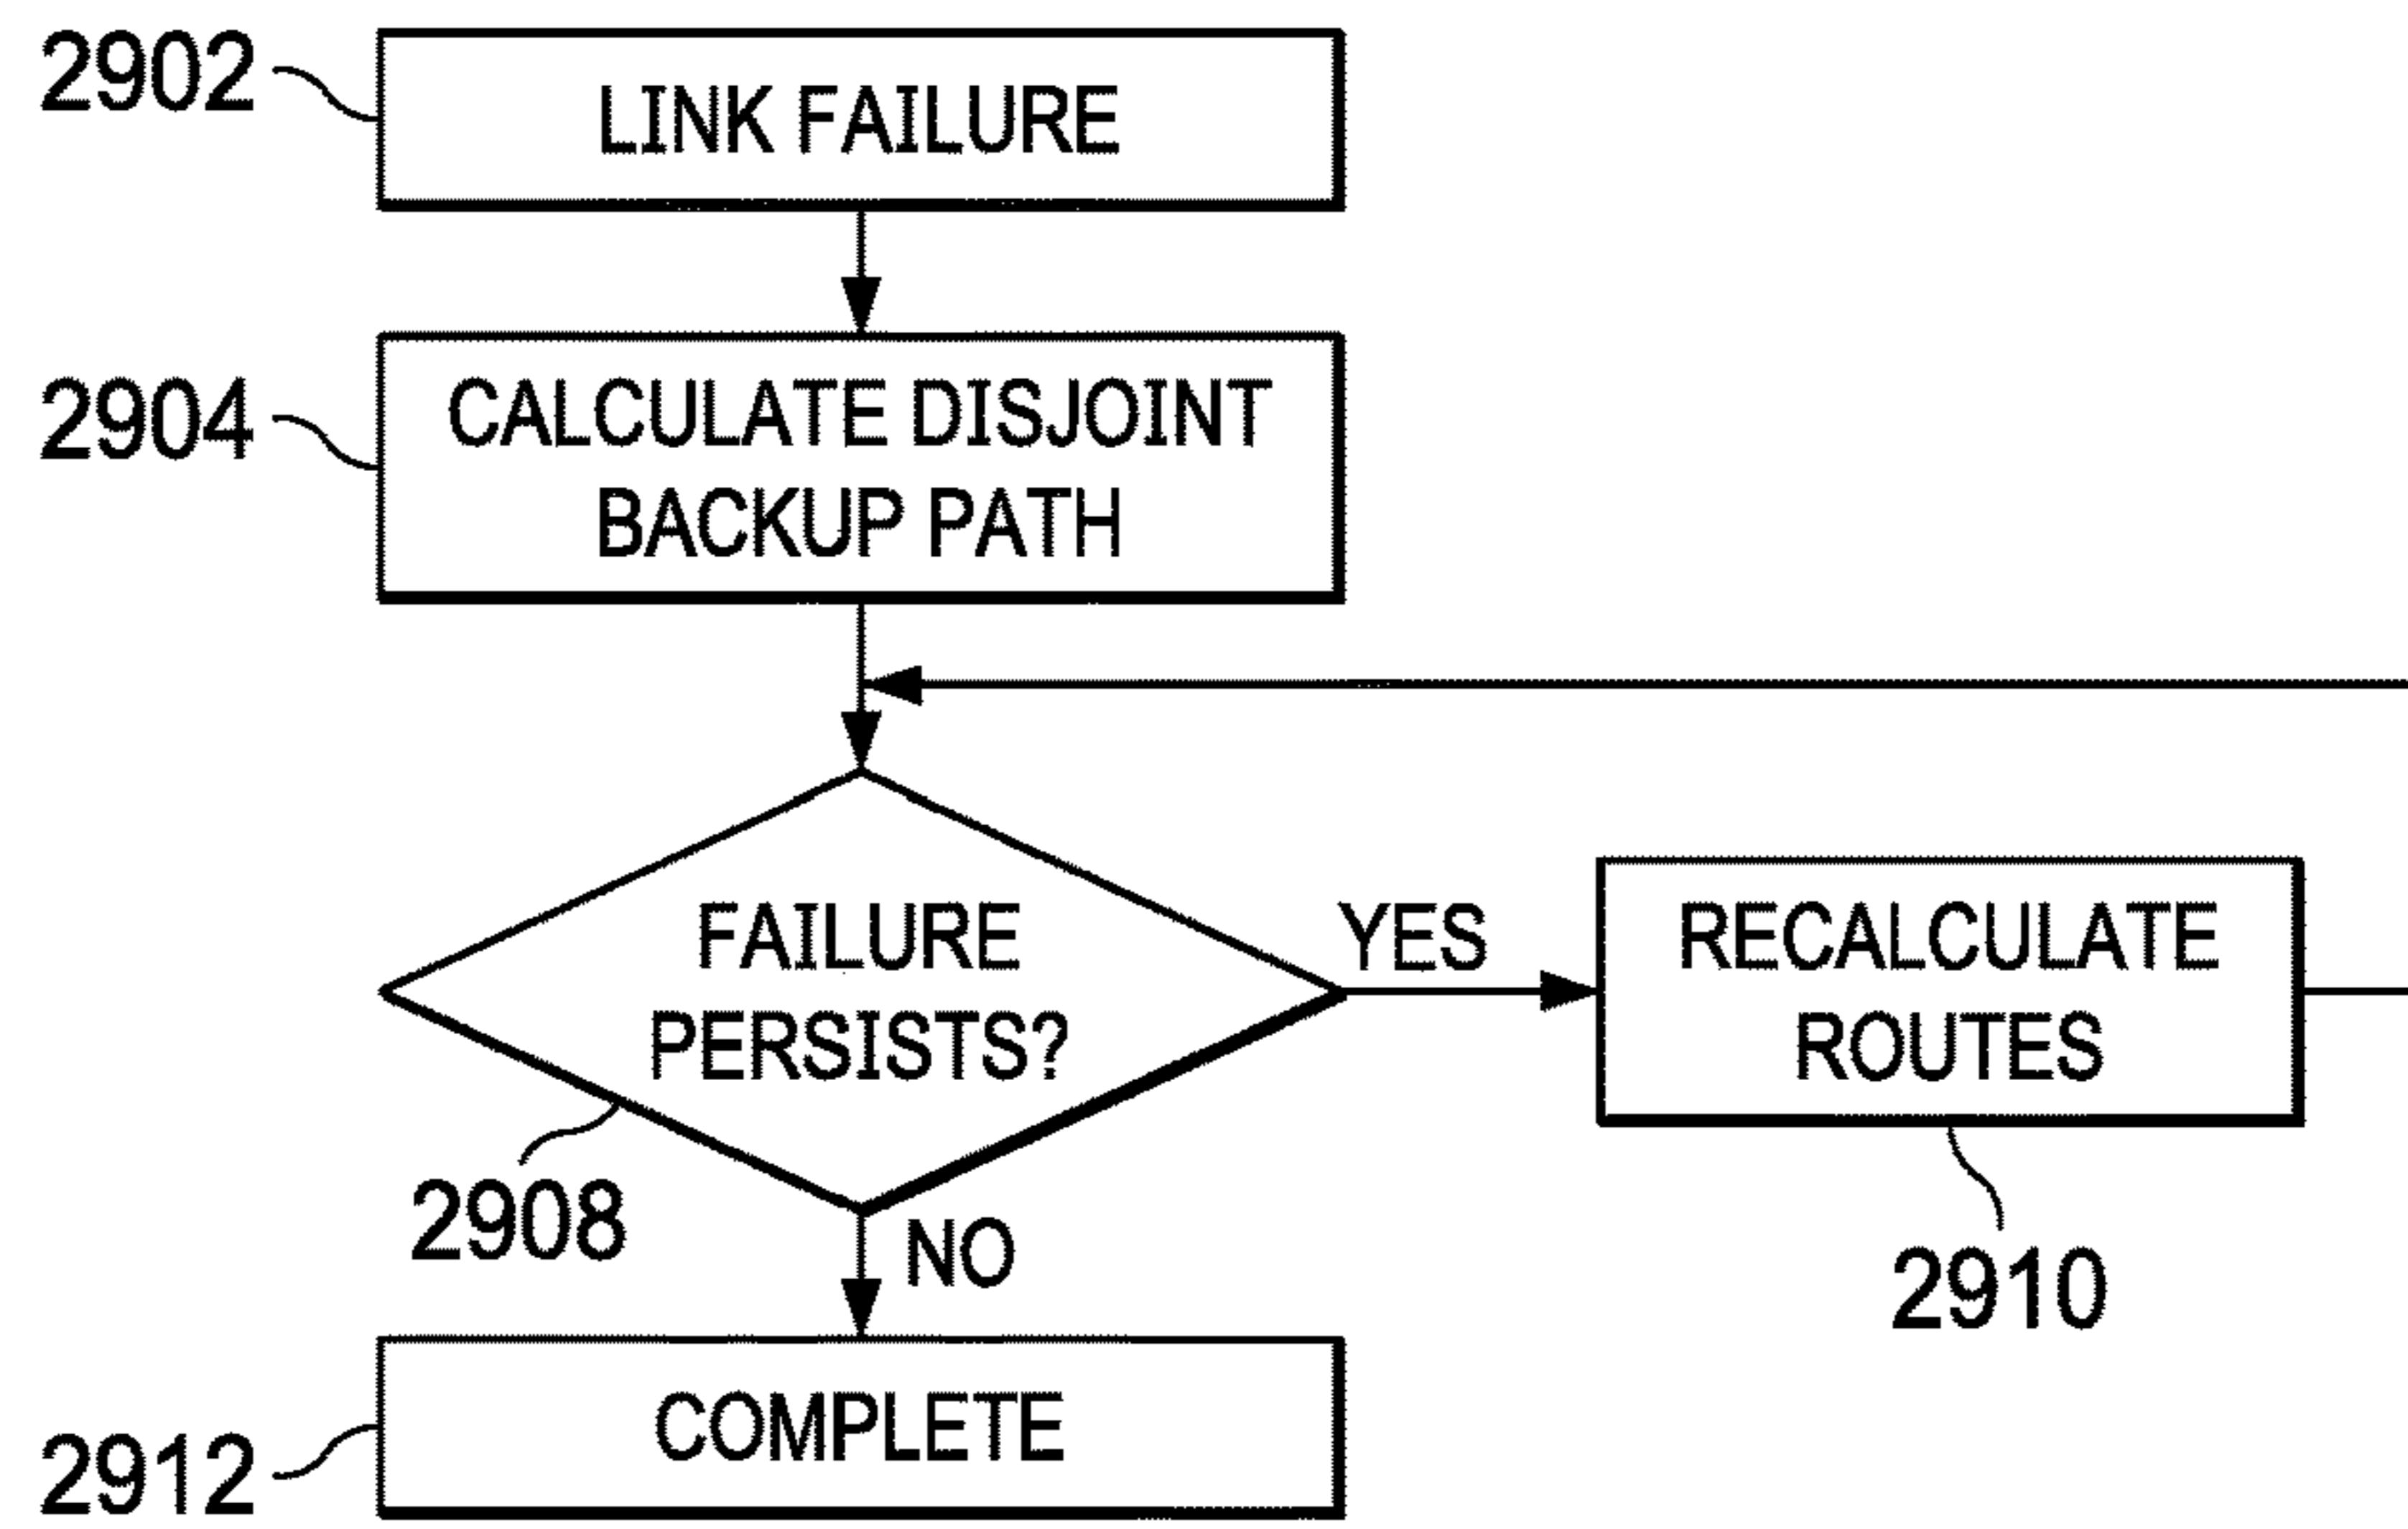 2902
LINK FAILURE
2904
CALCULATE DISJOINT
BACKUP PATH
FAILURE
PERSISTS?
YES
RECALCULATE
ROUTES
2908
NO
2910
COMPLETE
2912